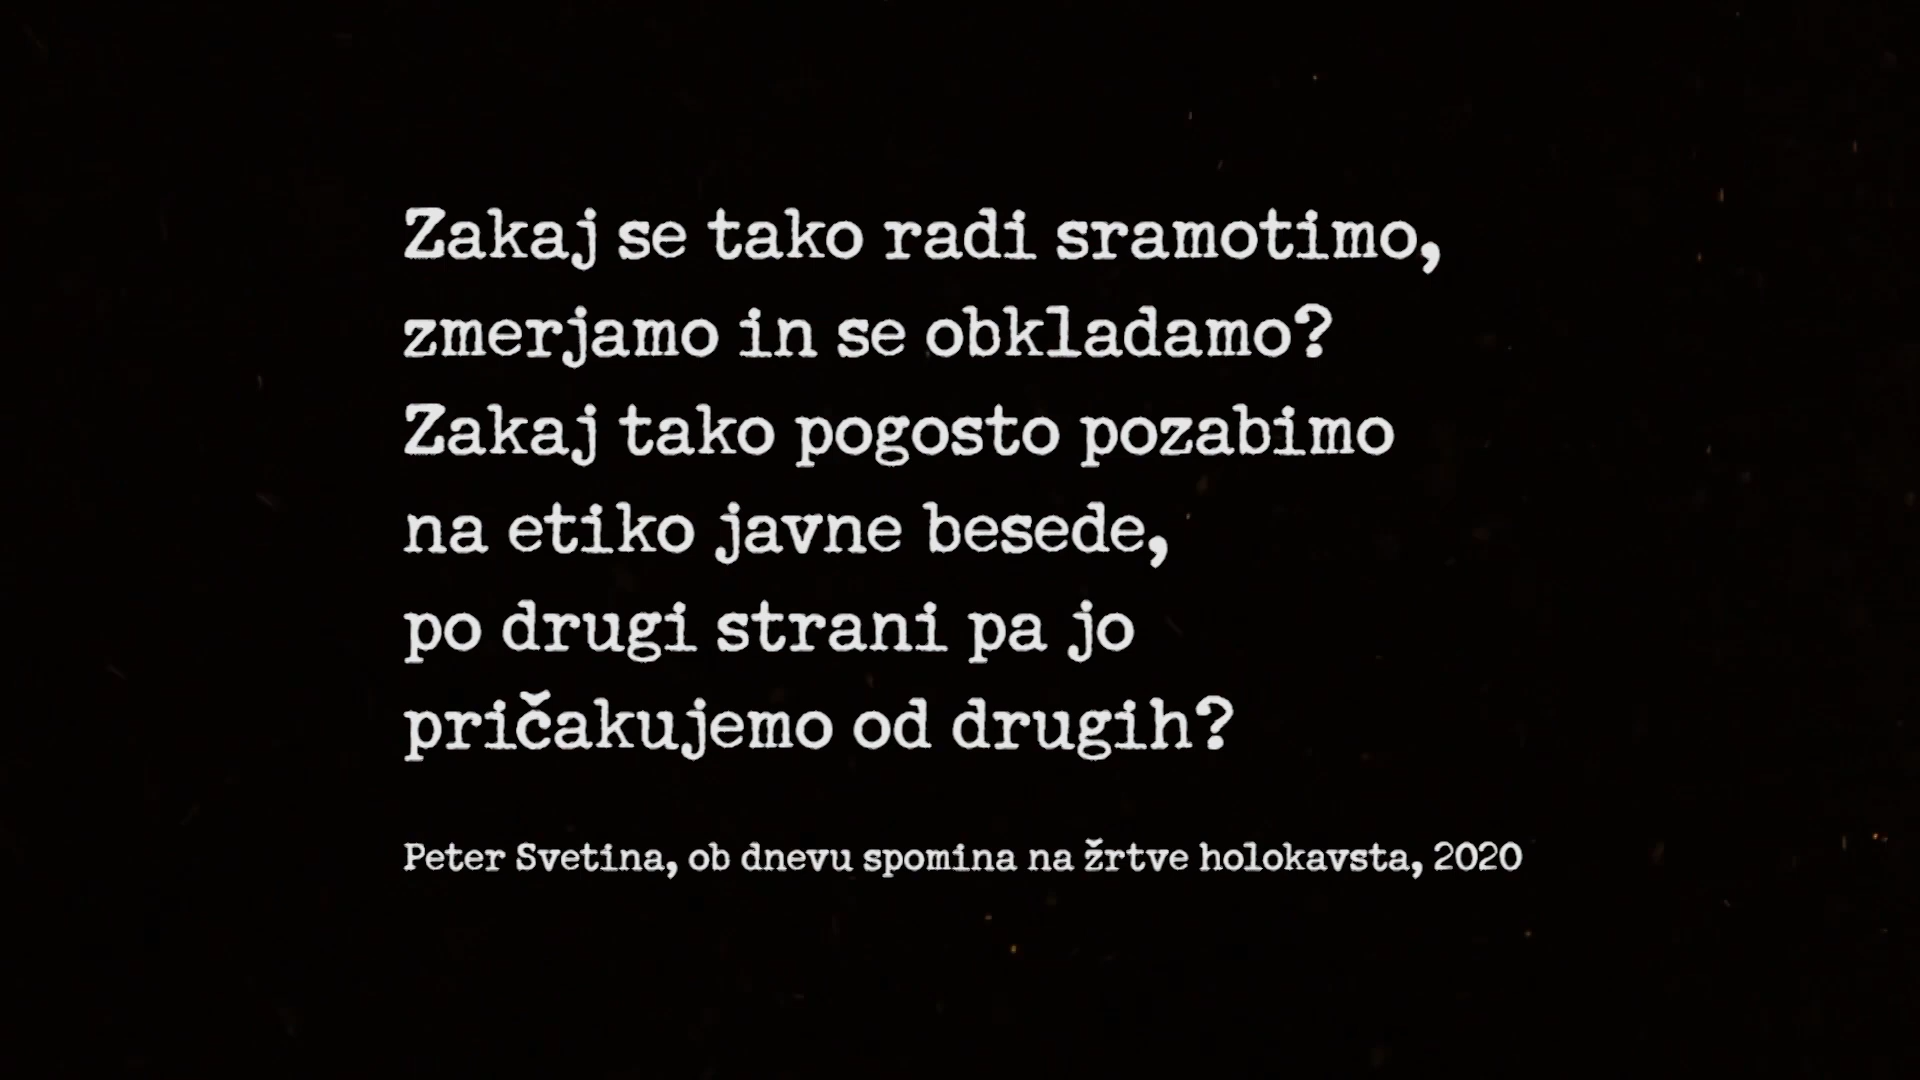 Zakaj se tako radi sramotimo,
zmerjamo in se obkladamo?
Zakaj tako pogosto pozabimo
na etiko javne besede,
po drugi strani pa jo
pričakujemo od drugih?
Peter Svetina, ob dnevu spomina na žrtve holokavsta, 2020